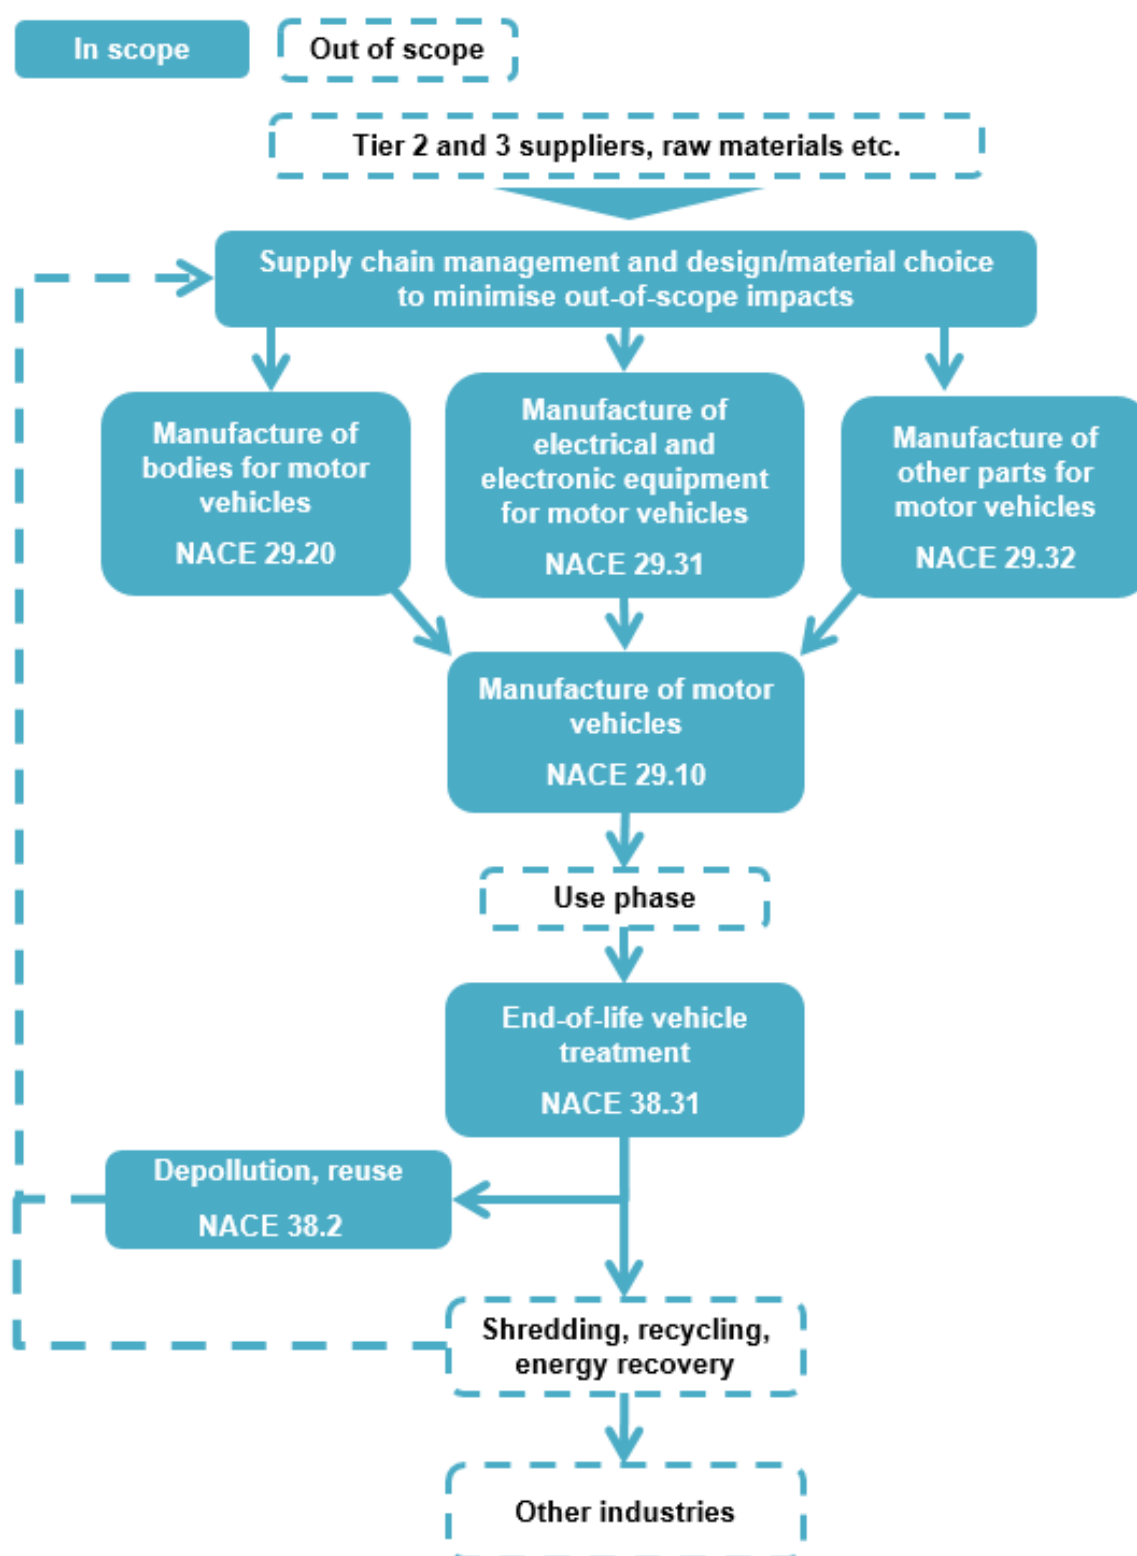 In scope
Out of scope
Tier 2 and 3 suppliers, raw materials etc.
Supply chain management and design/material choice
to minimise out-of-scope impacts
Manufacture of
bodies for motor
vehicles
NACE 29.20
Manufacture of
electrical and
electronic equipment
for motor vehicles
NACE 29.31
Manufacture of
other parts for
motor vehicles
NACE 29.32
Manufacture of motor
vehicles
NACE 29.10
Use phase
End-of-life vehicle
treatment
NACE 38.31
Depollution, reuse
NACE 38.2
Shredding, recycling,
energy recovery
Other industries